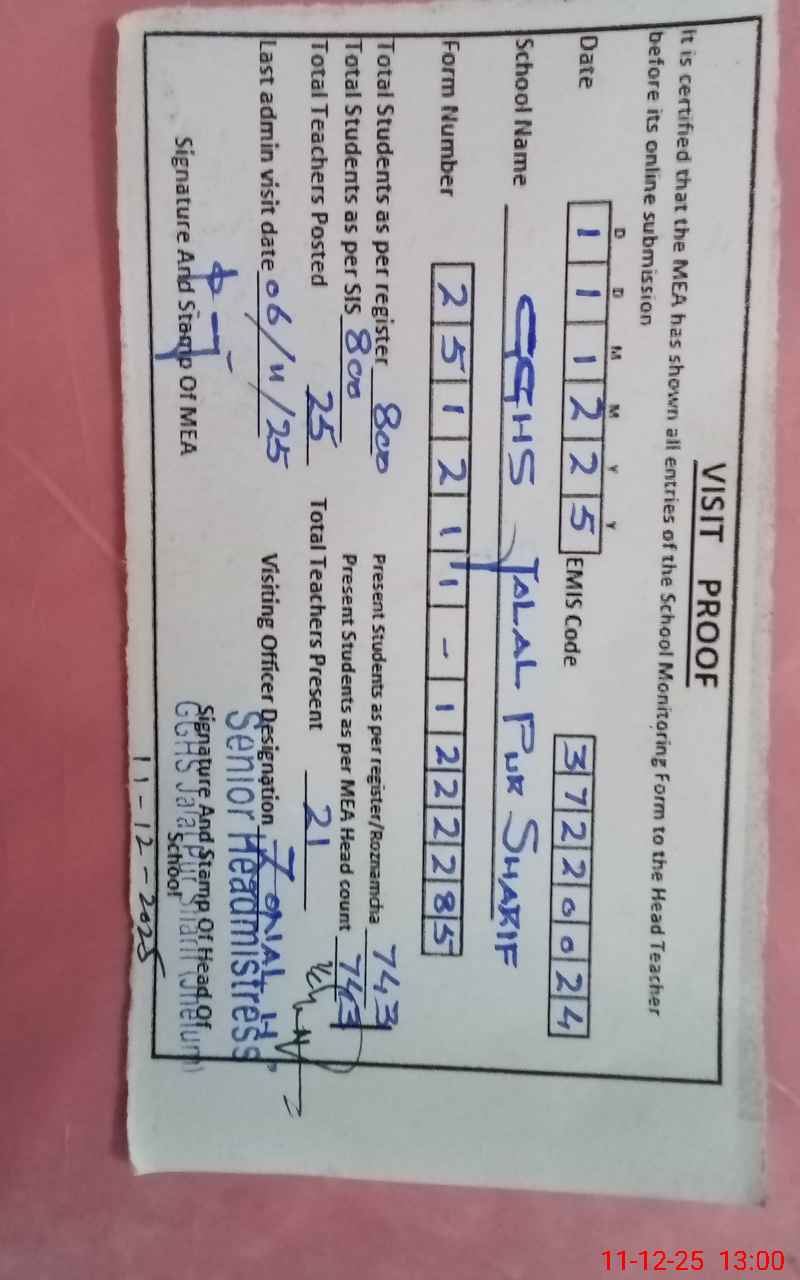 VISIT PROOF
It is certified that the MEA has shown all entries of the School Monitoring Form to the Head Teacher
before its online submission
D D M M Y Y
Date 1 1 1 2 2 5 EMIS Code 3 7 2 2 0 0 2 4
School Name GGHS JALAL PUR SHARIF
Form Number 2 5 1 2 1 1 - 1 2 2 2 8 5
Total Students as per register 800 Present Students as per register/Roznamcha 743
Total Students as per SIS 800 Present Students as per MEA Head count 743
Total Teachers Posted 25 Total Teachers Present 21
Last admin visit date 06/11/25 Visiting Officer Designation ZONAL H
Senior Headmistress
Signature And Stamp Of MEA Signature And Stamp Of Head Of
School
GGHS Jalal Pur Sharif (Jhelum)
11-12-2025
11-12-25 13:00